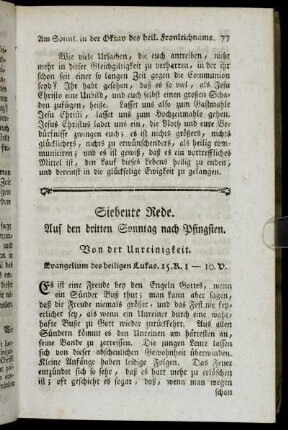 Am Sonnt. in der Oktav des heil. Fronleichnams. 77
Wie viele Ursachen, die euch antreiben, nicht
mehr in dieser Gleichgiltigkeit zu verharren, in der ihr
schon seit einer so langen Zeit gegen die Communion
seyd? Ihr habt gesehen, daß es so wohl, als Jesu
Christo eine Unbild, und euch selbst einen großen Scha-
den zufügen, hieße. Lasset uns also zum Gastmahle
Jesu Christi, lasset uns zum Hochzeitmahle gehen.
Jesus Christus ladet uns ein, die Noth und eure Be-
dürfnisse zwingen euch; es ist nichts größers, nichts
glücklichers, nichts zu erwünschenders, als heilig com-
municiren; und es ist gewiß, daß es ein vortreffliches
Mittel ist, den Lauf dieses Lebens heilig zu enden,
und dereinst in die glückselige Ewigkeit zu gelangen.
Siebente Rede.
Auf den dritten Sonntag nach Pfingsten.
Von der Unreinigkeit.
Evangelium des heiligen Lukas. 15. K. 1 — 10. V.
Es ist eine Freude bey den Engeln Gottes, wenn
ein Sünder Buß thut; man kann aber sagen,
daß die Freude niemals größer, und das Fest nie fey-
erlicher sey, als wenn ein Unreiner durch eine wahr-
hafte Buße zu Gott wieder zurückkehrt. Aus allen
Sündern kömmt es den Unreinen am härtesten an,
seine Bande zu zerreissen. Die jungen Leute lassen
sich von dieser abscheulichen Gewohnheit überwinden.
Kleine Anfänge haben leidige Folgen. Das Feuer
entzündet sich so sehr, daß es hart mehr zu erlöschen
ist; oft geschieht es sogar, daß, wenn man wegen
schon